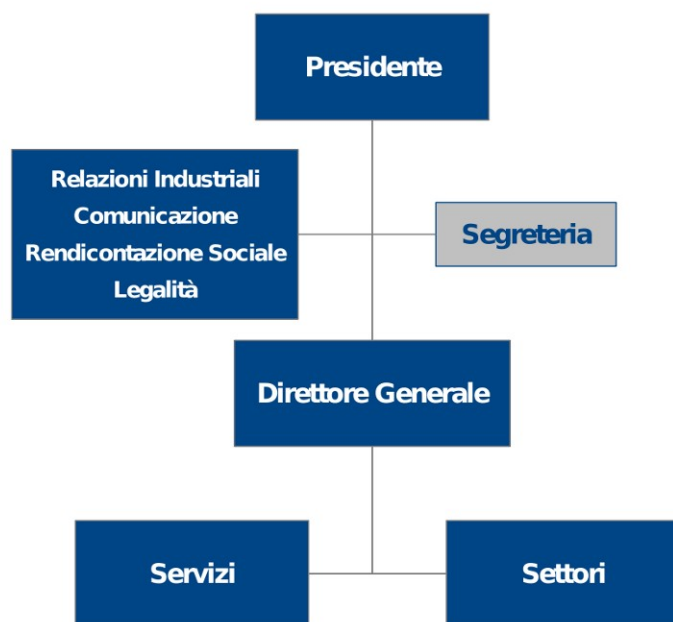 Presidente
Relazioni Industriali
Comunicazione
Rendicontazione Sociale
Legalità
Segreteria
Direttore Generale
Servizi
Settori